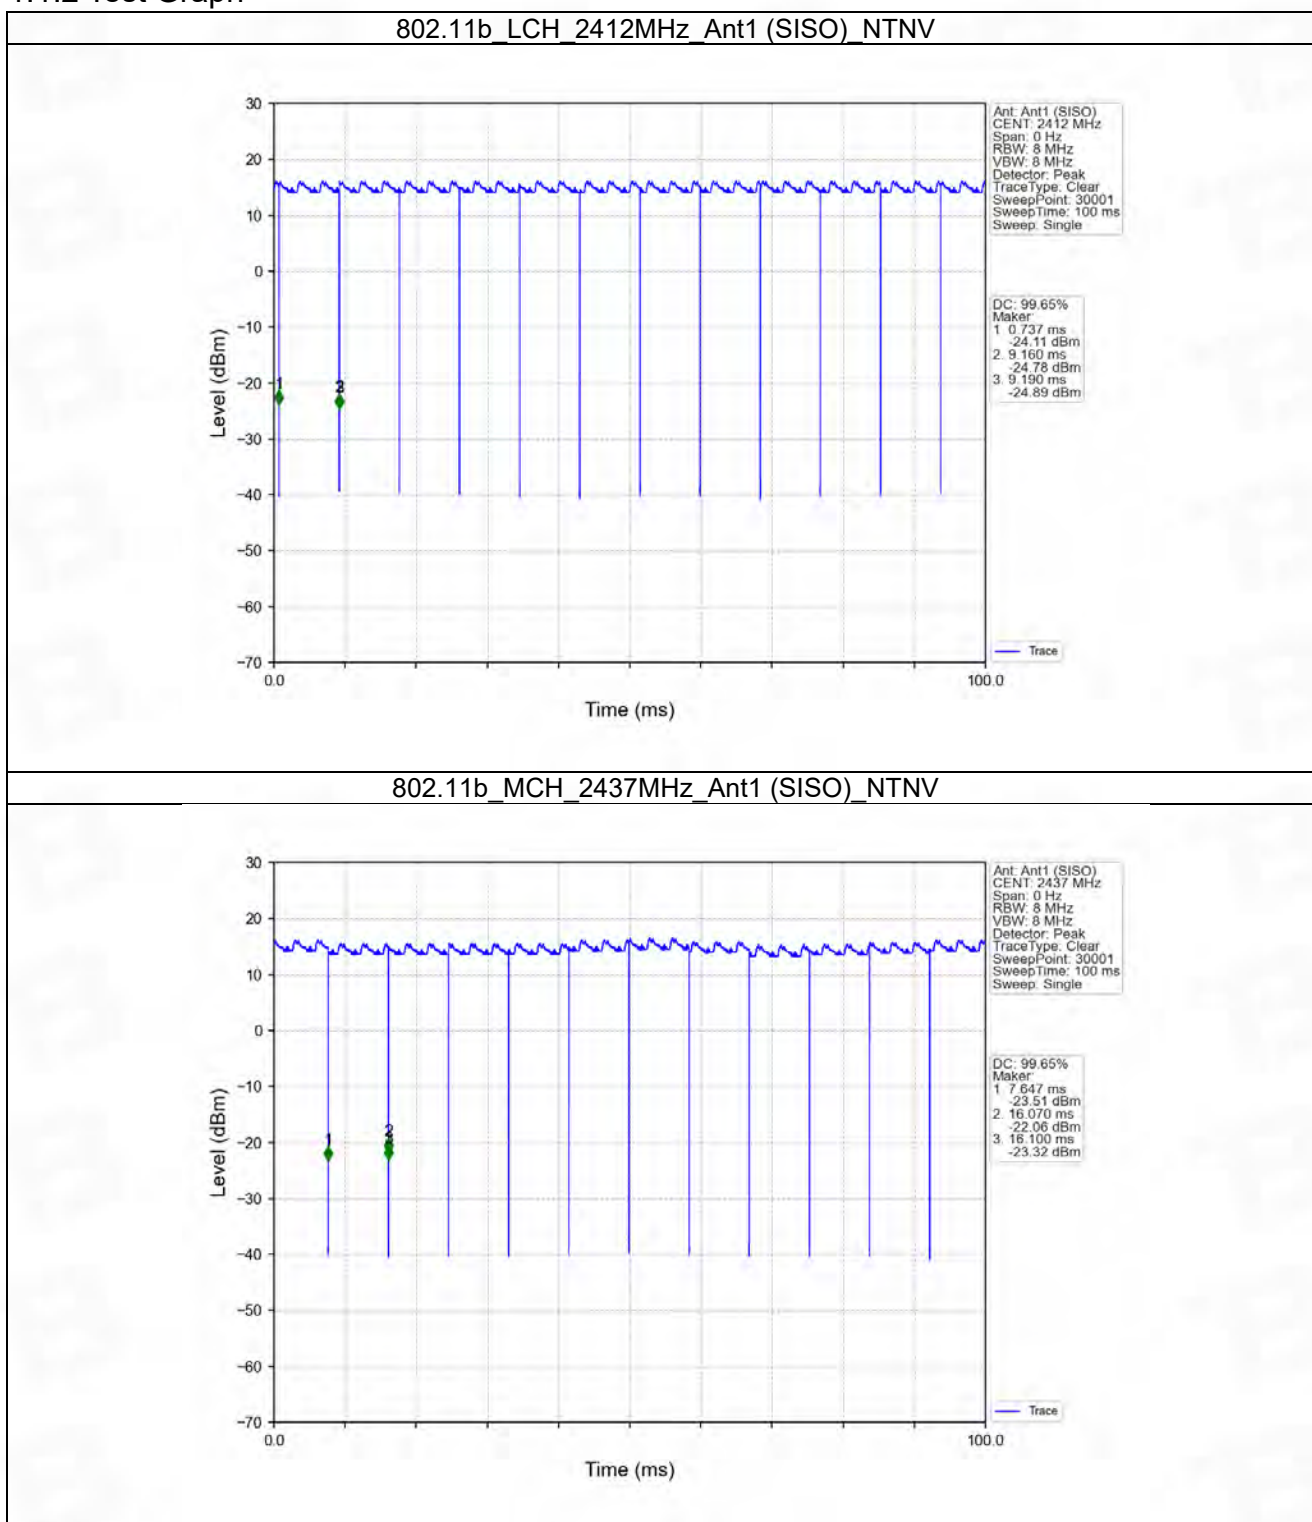 802.11b_LCH_2412MHz_Ant1 (SISO)_NTNV
30
20
10
0
−10
−20
−30
−40
−50
−60
−70
Level (dBm)
1
0.0
100.0
Time (ms)
Ant: Ant1 (SISO)
CENT: 2412 MHz
Span: 0 Hz
RBW: 8 MHz
VBW: 8 MHz
Detector: Peak
TraceType: Clear
SweepPoint: 30001
SweepTime: 100 ms
Sweep: Single
DC: 99.65%
Maker:
1. 0.737 ms
-24.11 dBm
2. 9.160 ms
-24.78 dBm
3. 9.190 ms
-24.89 dBm
Trace
802.11b_MCH_2437MHz_Ant1 (SISO)_NTNV
30
20
10
0
−10
−20
−30
−40
−50
−60
−70
Level (dBm)
1
2
0.0
100.0
Time (ms)
Ant: Ant1 (SISO)
CENT: 2437 MHz
Span: 0 Hz
RBW: 8 MHz
VBW: 8 MHz
Detector: Peak
TraceType: Clear
SweepPoint: 30001
SweepTime: 100 ms
Sweep: Single
DC: 99.65%
Maker:
1. 7.647 ms
-23.51 dBm
2. 16.070 ms
-22.06 dBm
3. 16.100 ms
-23.32 dBm
Trace